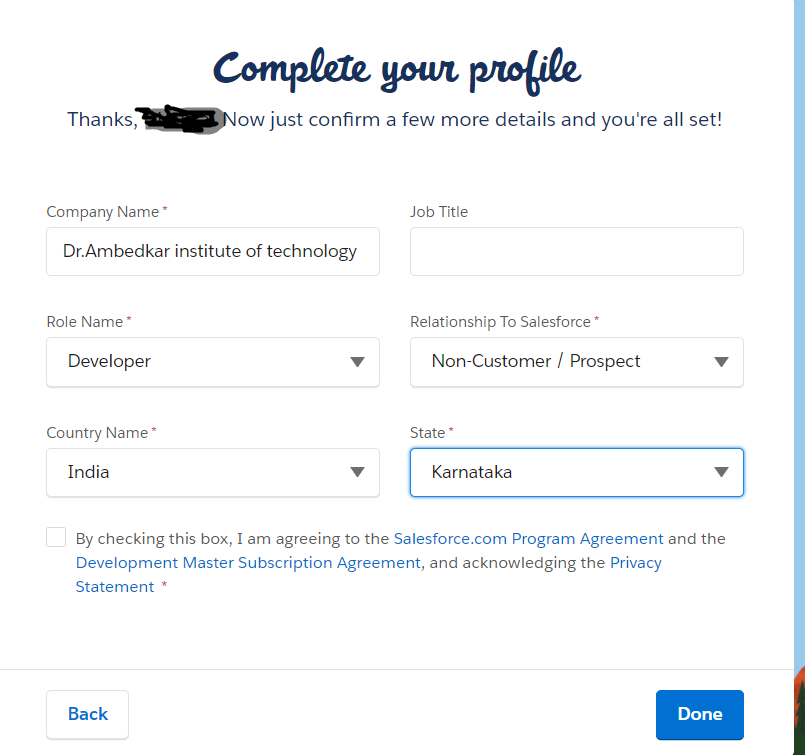 Complete your profile
Thanks, Now just confirm a few more details and you're all set!
Company Name *
Job Title
Dr.Ambedkar institute of technology
Role Name *
Relationship To Salesforce *
Developer
Non-Customer / Prospect
Country Name *
State *
India
Karnataka
By checking this box, I am agreeing to the Salesforce.com Program Agreement and the
Development Master Subscription Agreement, and acknowledging the Privacy
Statement *
Back
Done